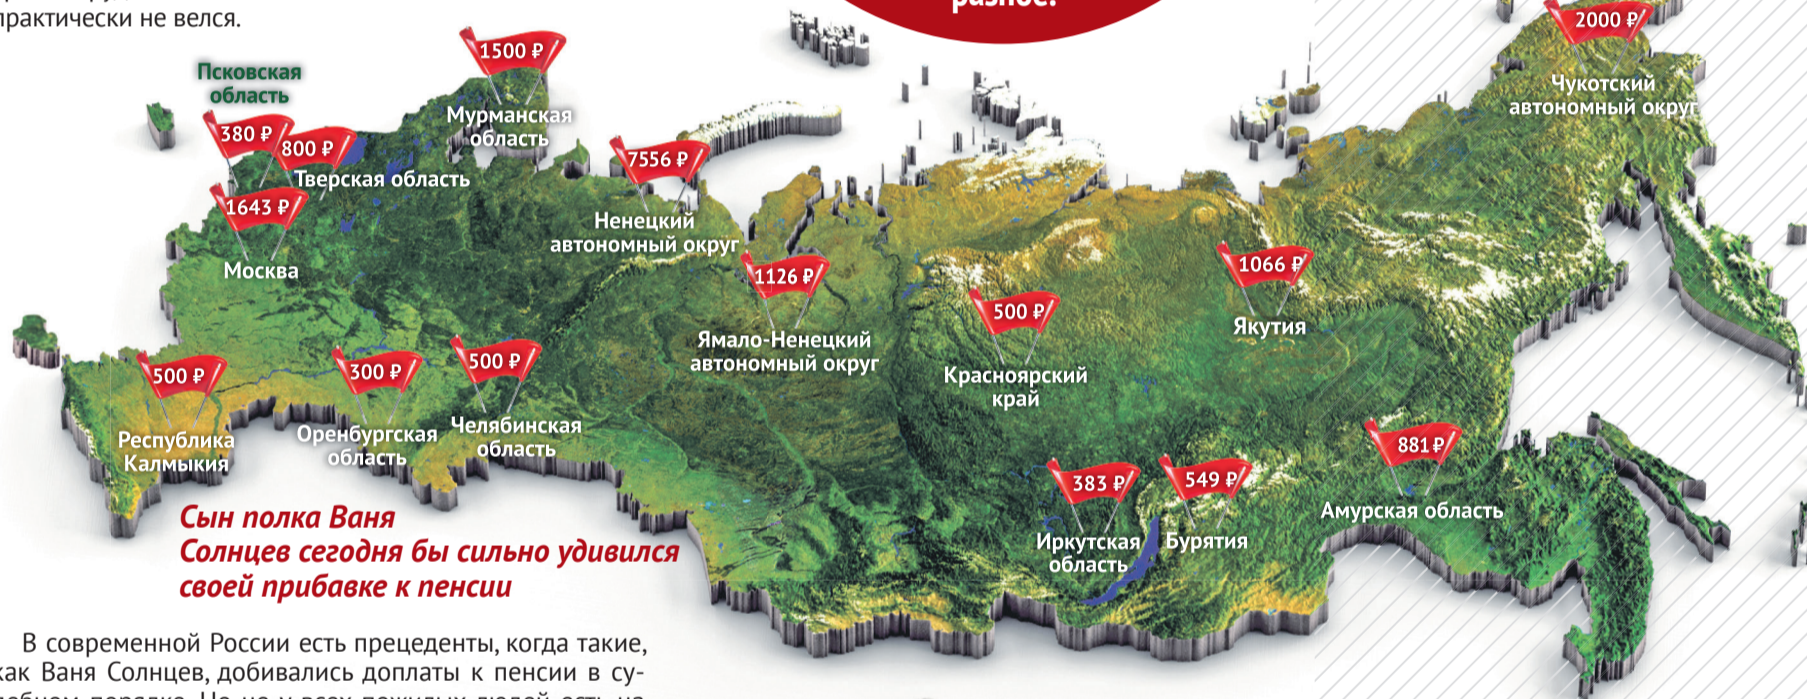 практически не велся.
разное!
1500 ₽
Мурманская
область
2000 ₽
Чукотский
автономный округ
Псковская
область
380 ₽
800 ₽
Тверская область
1643 ₽
Москва
7556 ₽
Ненецкий
автономный округ
1126 ₽
Ямало-Ненецкий
автономный округ
500 ₽
Красноярский
край
1066 ₽
Якутия
500 ₽
Республика
Калмыкия
300 ₽
Оренбургская
область
500 ₽
Челябинская
область
383 ₽
Иркутская
область
549 ₽
Бурятия
881 ₽
Амурская область
Сын полка Ваня
Солнцев сегодня бы сильно удивился
своей прибавке к пенсии
В современной России есть прецеденты, когда такие,
как Ваня Солнцев, добивались доплаты к пенсии в су-